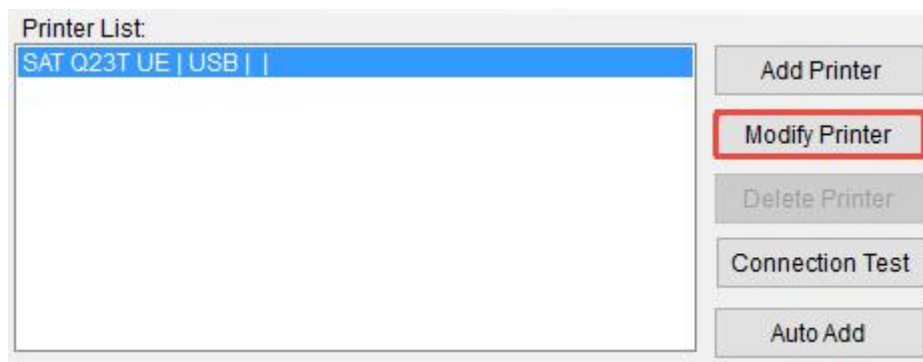 Printer List:
SAT Q23T UE | USB | |
Add Printer
Modify Printer
Delete Printer
Connection Test
Auto Add